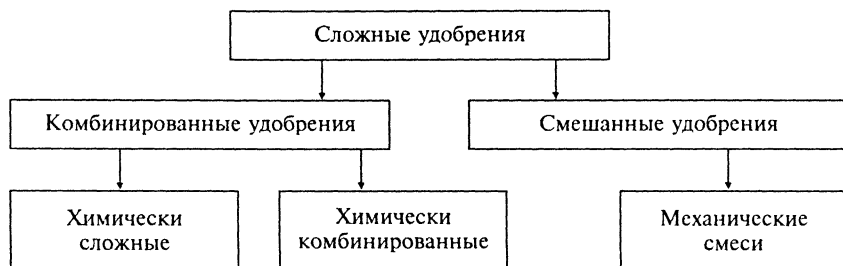 Сложные удобрения
Комбинированные удобрения
Смешанные удобрения
Химически
сложные
Химически
комбинированные
Механические
смеси